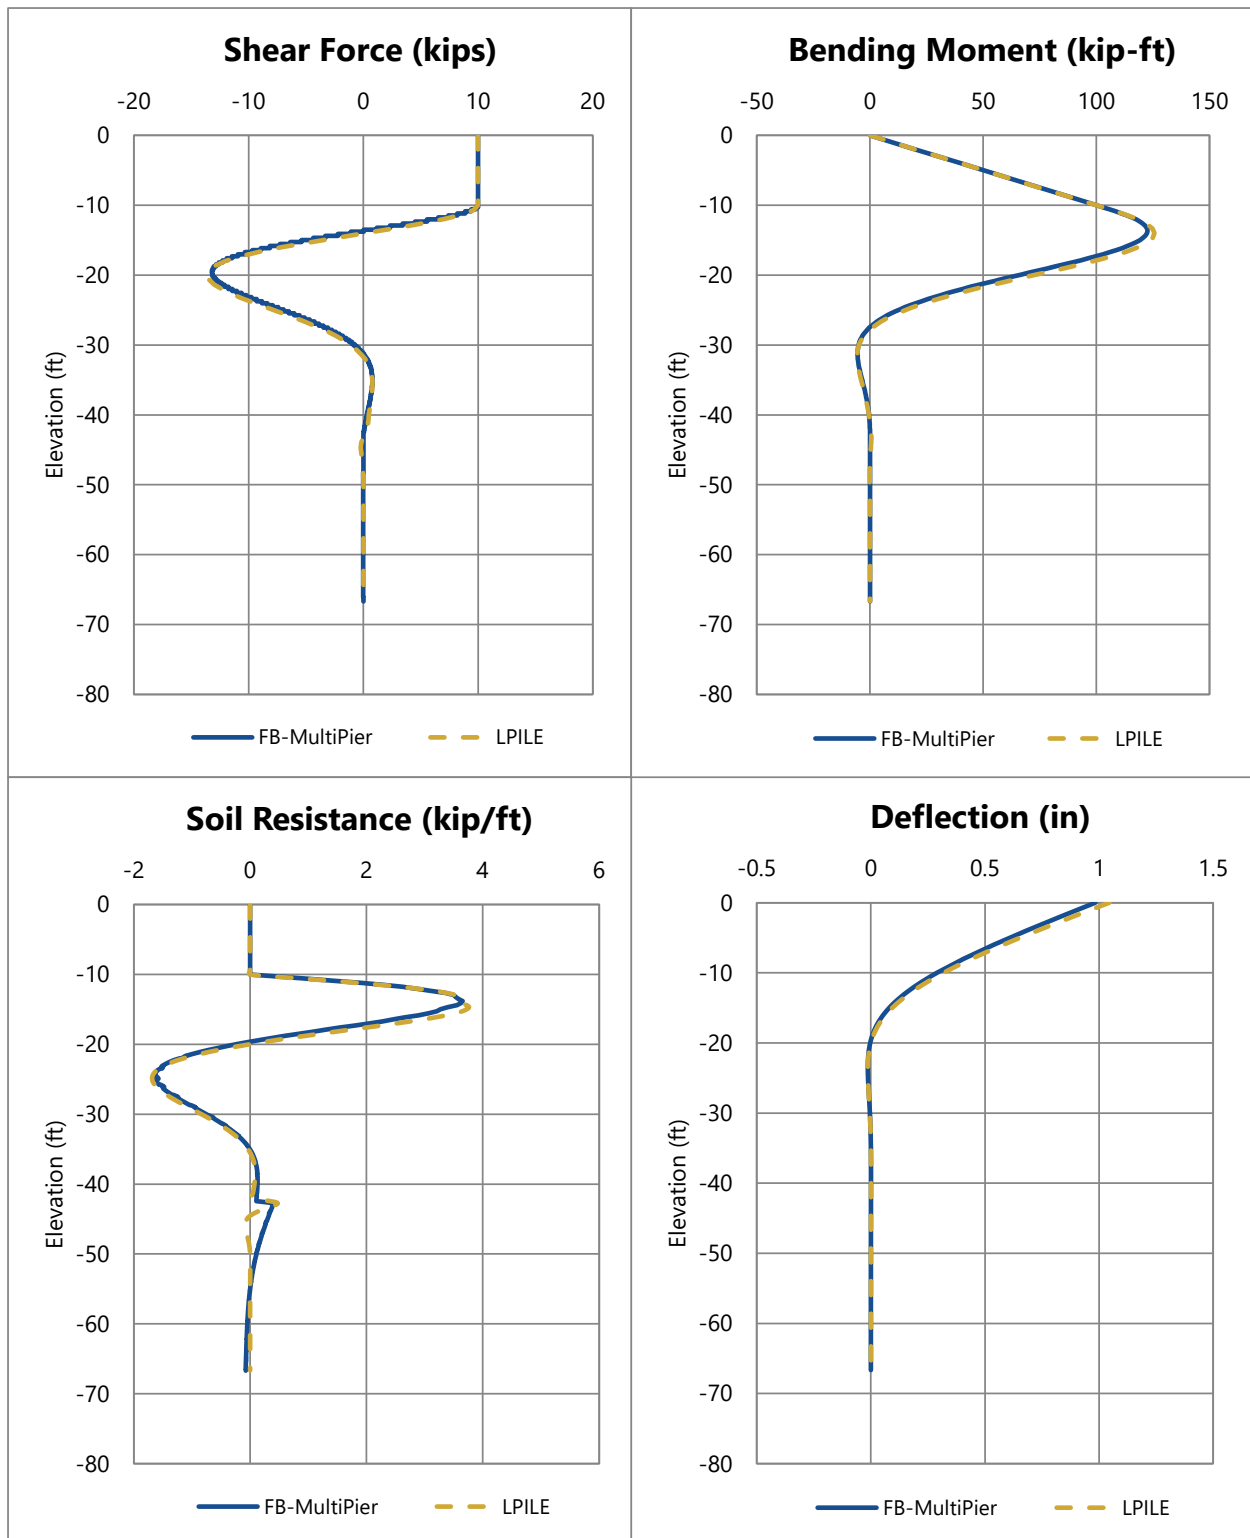 Shear Force (kips)
-20 -10 0 10 20
0
-10
-20
-30
-40
-50
-60
-70
-80
Elevation (ft)
FB-MultiPier LPILE
Bending Moment (kip-ft)
-50 0 50 100 150
0
-10
-20
-30
-40
-50
-60
-70
-80
Elevation (ft)
FB-MultiPier LPILE
Soil Resistance (kip/ft)
-2 0 2 4 6
0
-10
-20
-30
-40
-50
-60
-70
-80
Elevation (ft)
FB-MultiPier LPILE
Deflection (in)
-0.5 0 0.5 1 1.5
0
-10
-20
-30
-40
-50
-60
-70
-80
Elevation (ft)
FB-MultiPier LPILE